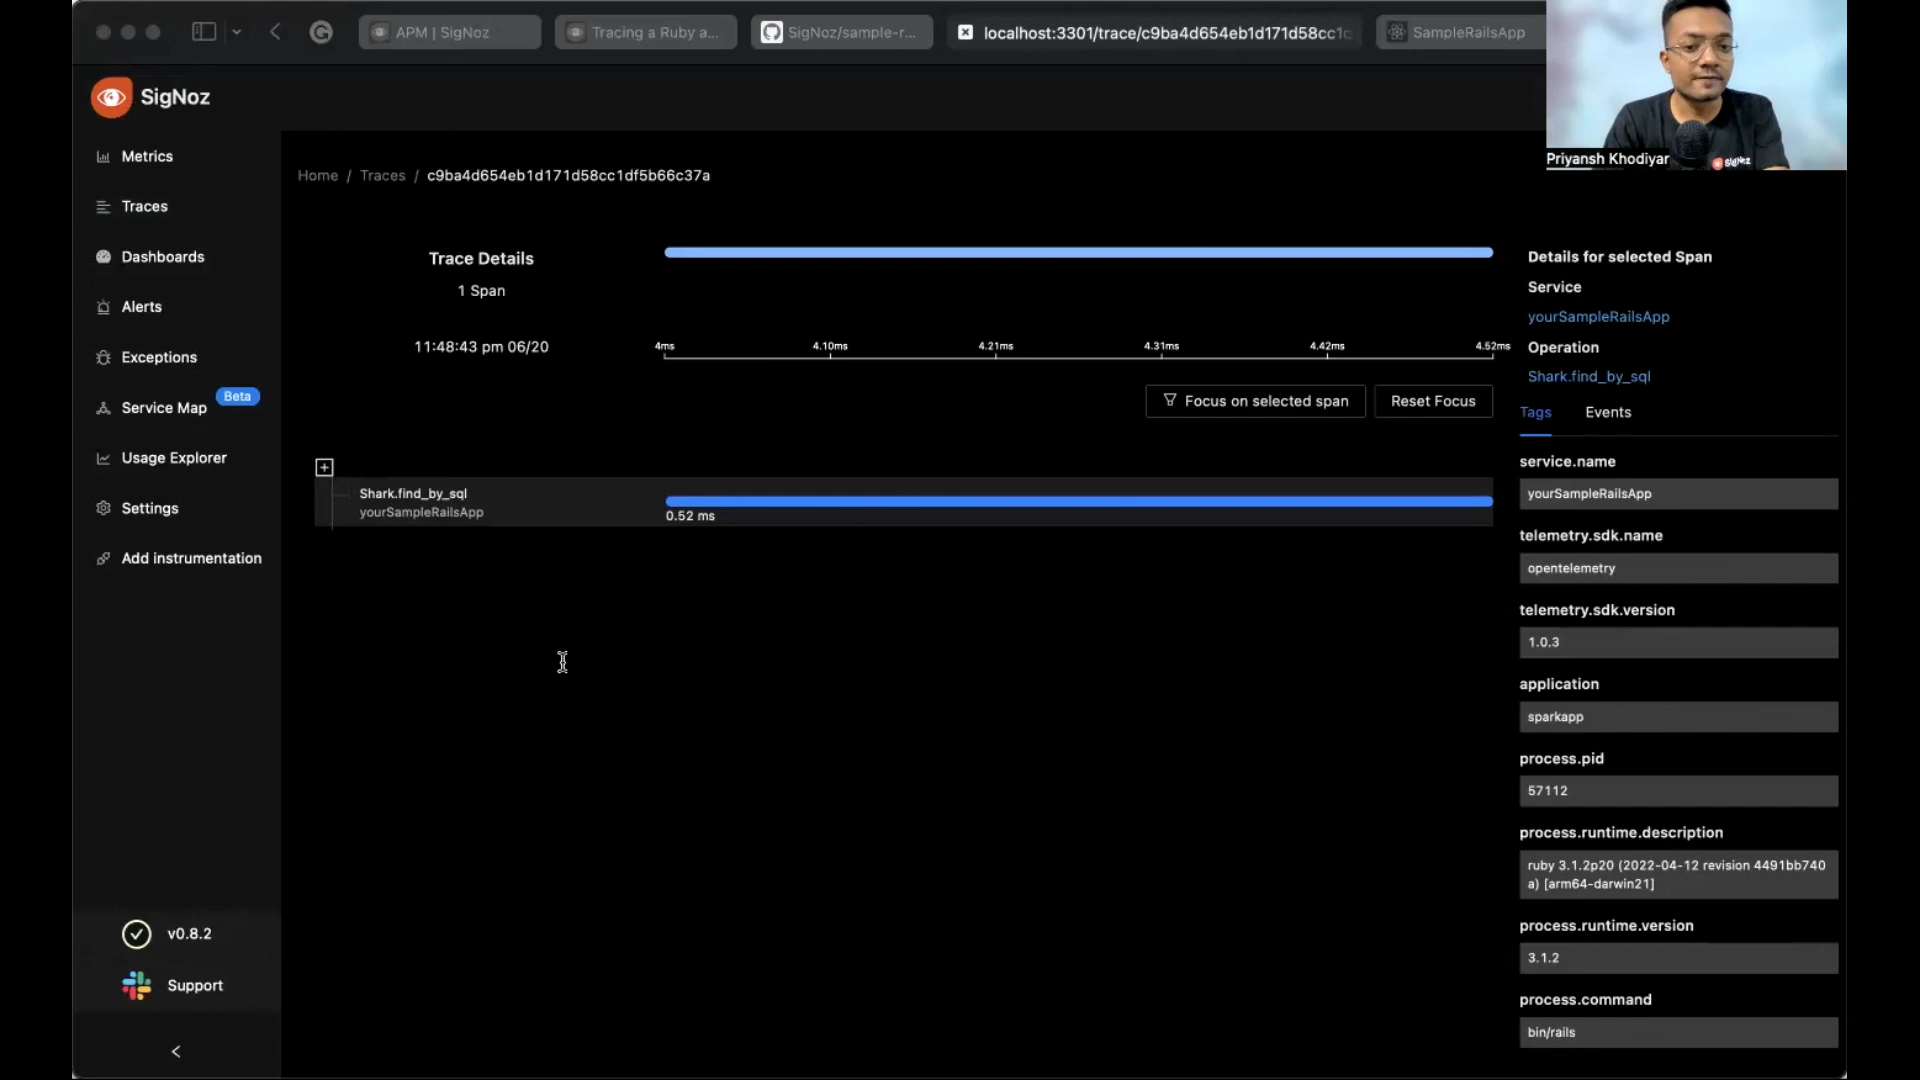 APM | SigNoz
Tracing a Ruby a...
SigNoz/sample-r...
localhost:3301/trace/c9ba4d654eb1d171d58cc1c
SampleRailsApp
SigNoz
Priyansh Khodiyar
SigNoz
Metrics
Traces
Dashboards
Alerts
Exceptions
Service Map
Beta
Usage Explorer
Settings
Add instrumentation
v0.8.2
Support
Home / Traces / c9ba4d654eb1d171d58cc1df5b66c37a
Trace Details
1 Span
11:48:43 pm 06/20
4ms
4.10ms
4.21ms
4.31ms
4.42ms
4.52ms
Focus on selected span
Reset Focus
Shark.find_by_sql
yourSampleRailsApp
0.52 ms
Details for selected Span
Service
yourSampleRailsApp
Operation
Shark.find_by_sql
Tags
Events
service.name
yourSampleRailsApp
telemetry.sdk.name
opentelemetry
telemetry.sdk.version
1.0.3
application
sparkapp
process.pid
57112
process.runtime.description
ruby 3.1.2p20 (2022-04-12 revision 4491bb740
a) [arm64-darwin21]
process.runtime.version
3.1.2
process.command
bin/rails